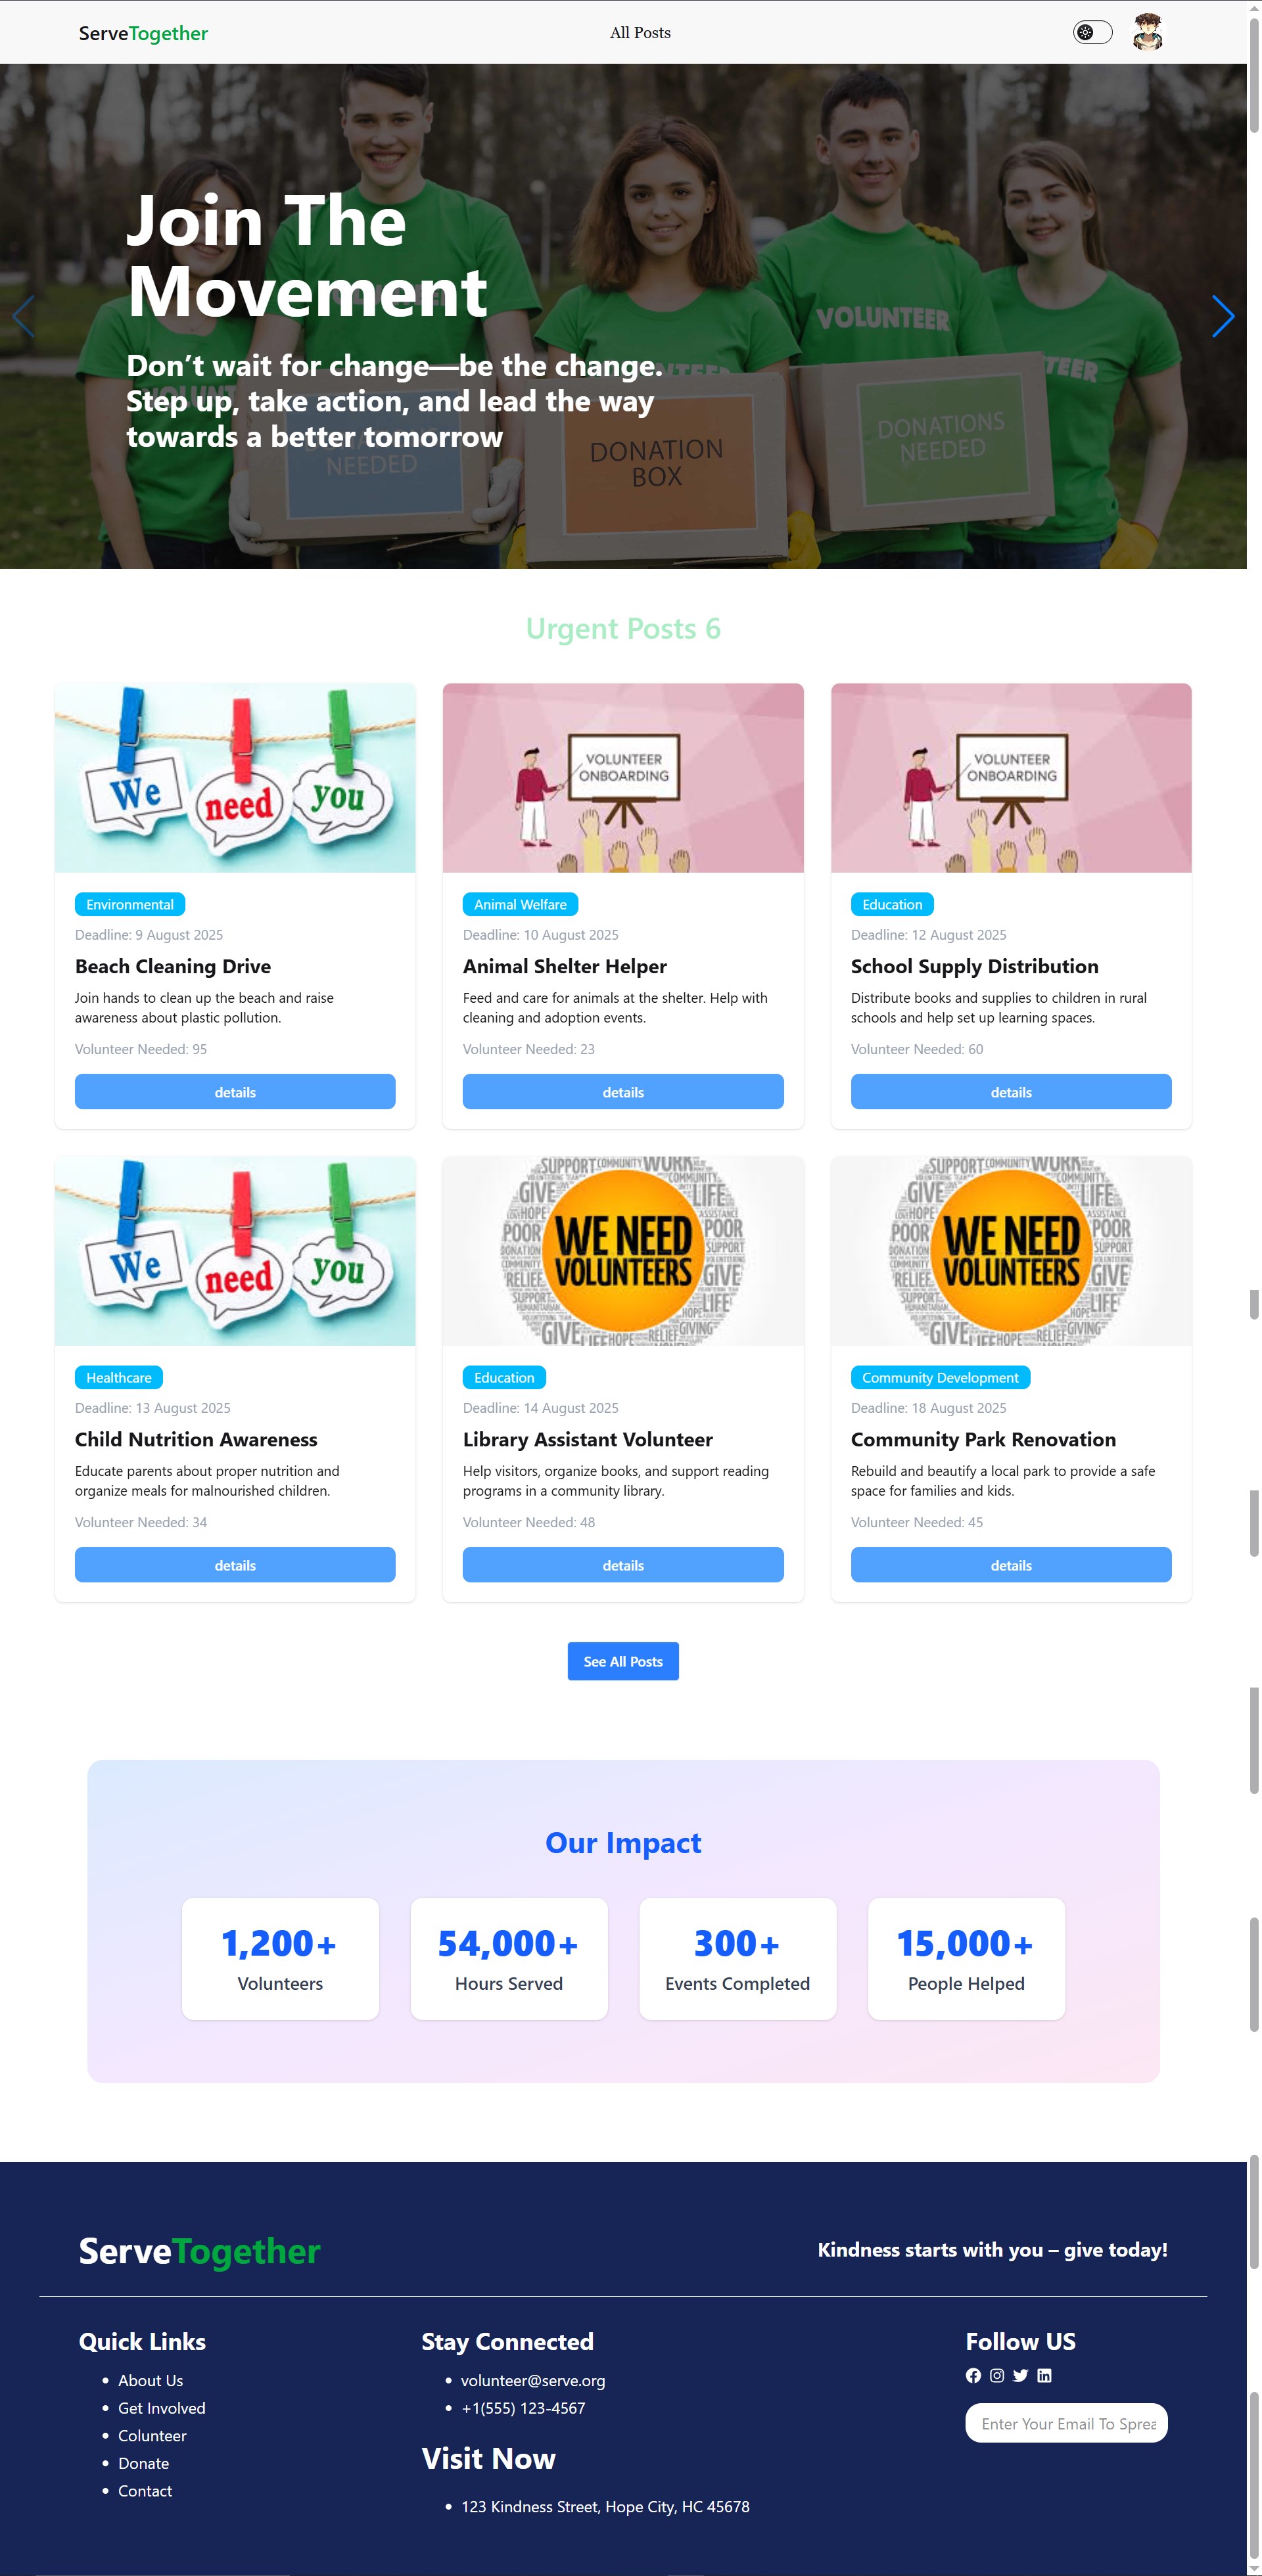 ServeTogether
All Posts
VOLUNTEER
Join The
Movement
Don’t wait for change—be the change.
Step up, take action, and lead the way
towards a better tomorrow
DONATIONS
NEEDED
DONATION
BOX
DONATIONS
NEEDED
Urgent Posts 6
We need you
VOLUNTEER
ONBOARDING
VOLUNTEER
ONBOARDING
Environmental
Animal Welfare
Education
Deadline: 9 August 2025
Deadline: 10 August 2025
Deadline: 12 August 2025
Beach Cleaning Drive
Animal Shelter Helper
School Supply Distribution
Join hands to clean up the beach and raise
awareness about plastic pollution.
Feed and care for animals at the shelter. Help with
cleaning and adoption events.
Distribute books and supplies to children in rural
schools and help set up learning spaces.
Volunteer Needed: 95
Volunteer Needed: 23
Volunteer Needed: 60
details
details
details
We need you
WE NEED
VOLUNTEERS
WE NEED
VOLUNTEERS
Healthcare
Education
Community Development
Deadline: 13 August 2025
Deadline: 14 August 2025
Deadline: 18 August 2025
Child Nutrition Awareness
Library Assistant Volunteer
Community Park Renovation
Educate parents about proper nutrition and
organize meals for malnourished children.
Help visitors, organize books, and support reading
programs in a community library.
Rebuild and beautify a local park to provide a safe
space for families and kids.
Volunteer Needed: 34
Volunteer Needed: 48
Volunteer Needed: 45
details
details
details
See All Posts
Our Impact
1,200+
Volunteers
54,000+
Hours Served
300+
Events Completed
15,000+
People Helped
ServeTogether
Kindness starts with you – give today!
Quick Links
About Us
Get Involved
Colunteer
Donate
Contact
Stay Connected
volunteer@serve.org
+1(555) 123-4567
Visit Now
123 Kindness Street, Hope City, HC 45678
Follow US
Enter Your Email To Sprea